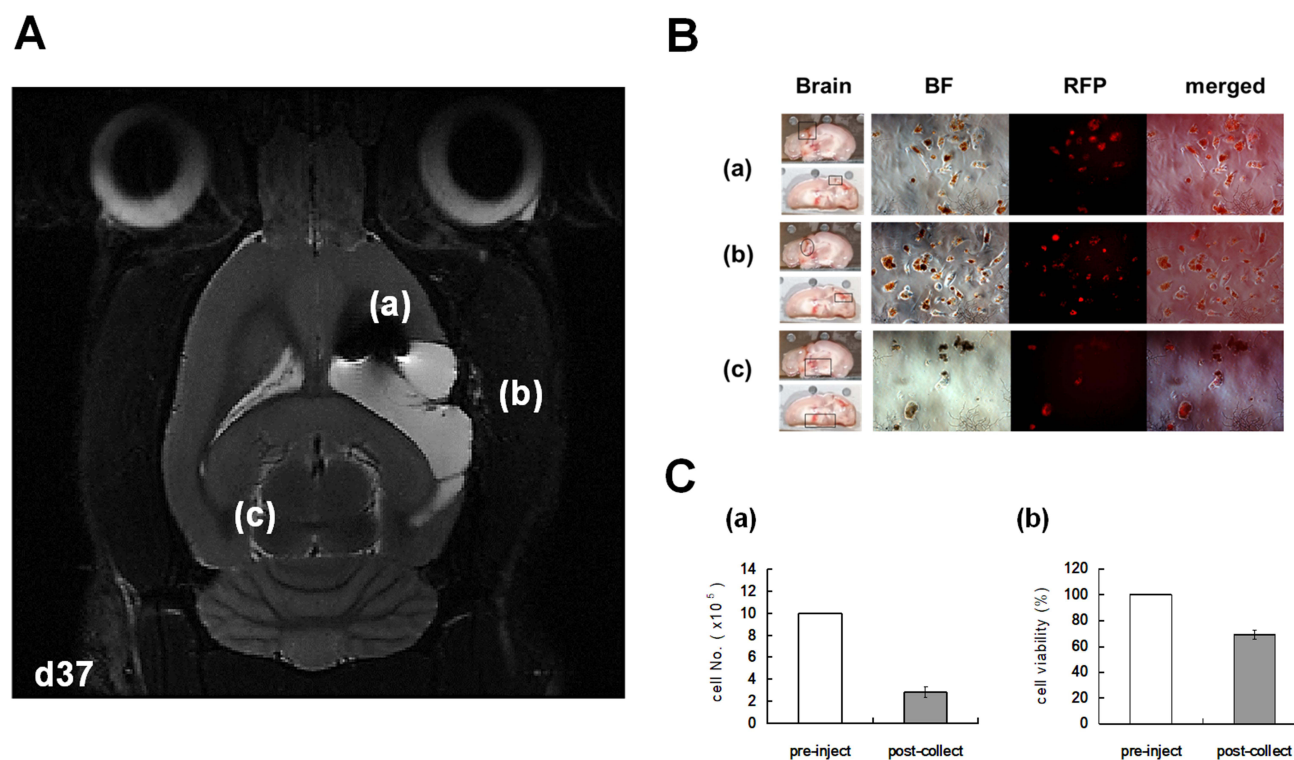 A
(a)
(b)
(c)
d37
B
Brain BF RFP merged
(a)
(b)
(c)
C
(a)
cell No. ( x10 5 )
14
12
10
8
6
4
2
0
pre-inject post-collect
(b)
cell viability (%)
120
100
80
60
40
20
0
pre-inject post-collect